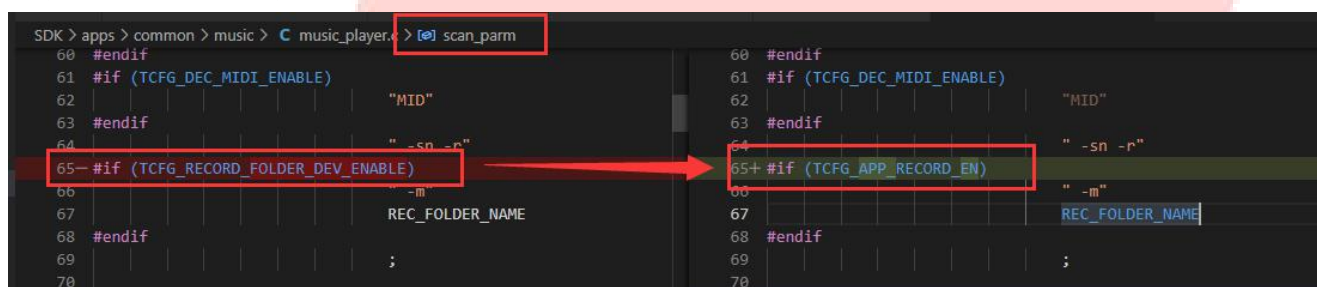 SDK > apps > common > music > C music_player.c > scan_parm
60 #endif
61 #if (TCFG_DEC_MIDI_ENABLE)
62 "MID"
63 #endif
64 " -sn -r"
65− #if (TCFG_RECORD_FOLDER_DEV_ENABLE)
66 " -m"
67 REC_FOLDER_NAME
68 #endif
69 ;
70
60 #endif
61 #if (TCFG_DEC_MIDI_ENABLE)
62 "MID"
63 #endif
64 " -sn -r"
65+ #if (TCFG_APP_RECORD_EN)
66 " -m"
67 REC_FOLDER_NAME
68 #endif
69 ;
70